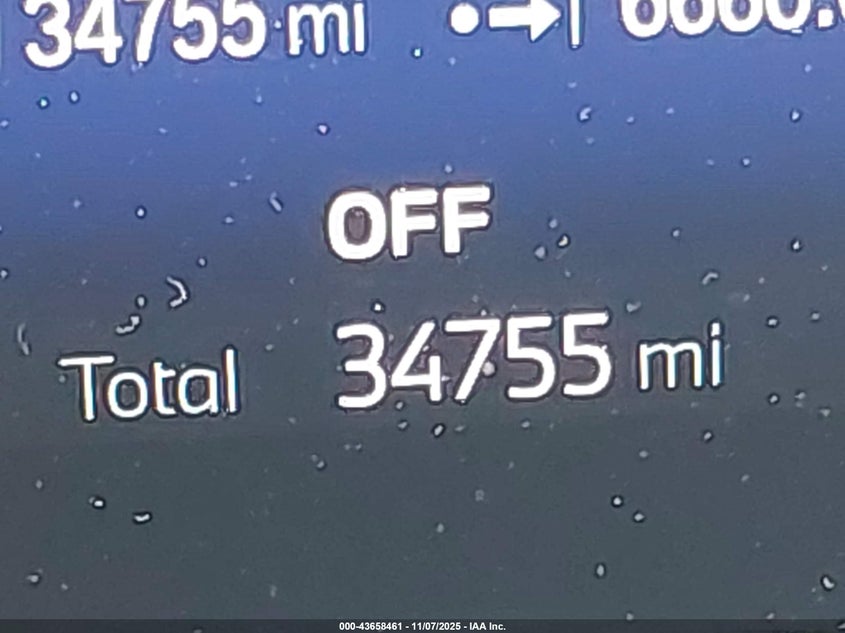 34755 mi
OFF
Total 34755 mi
000-43658461 - 11/07/2025 - IAA Inc.